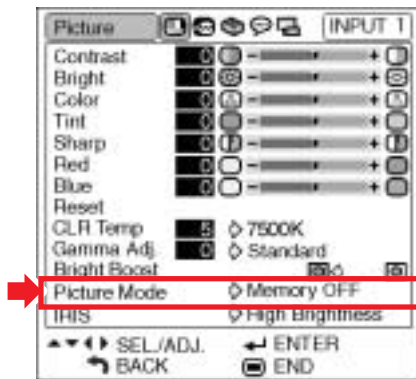 Picture INPUT 1
Contrast 0 - +
Bright 0 - +
Color 0 - +
Tint 0 - +
Sharp 0 - +
Red 0 - +
Blue 0 - +
Reset
CLR Temp 5 7500K
Gamma Adj. 0 Standard
Bright Boost
Picture Mode Memory OFF
IRIS High Brightness
SEL./ADJ. ENTER
BACK END